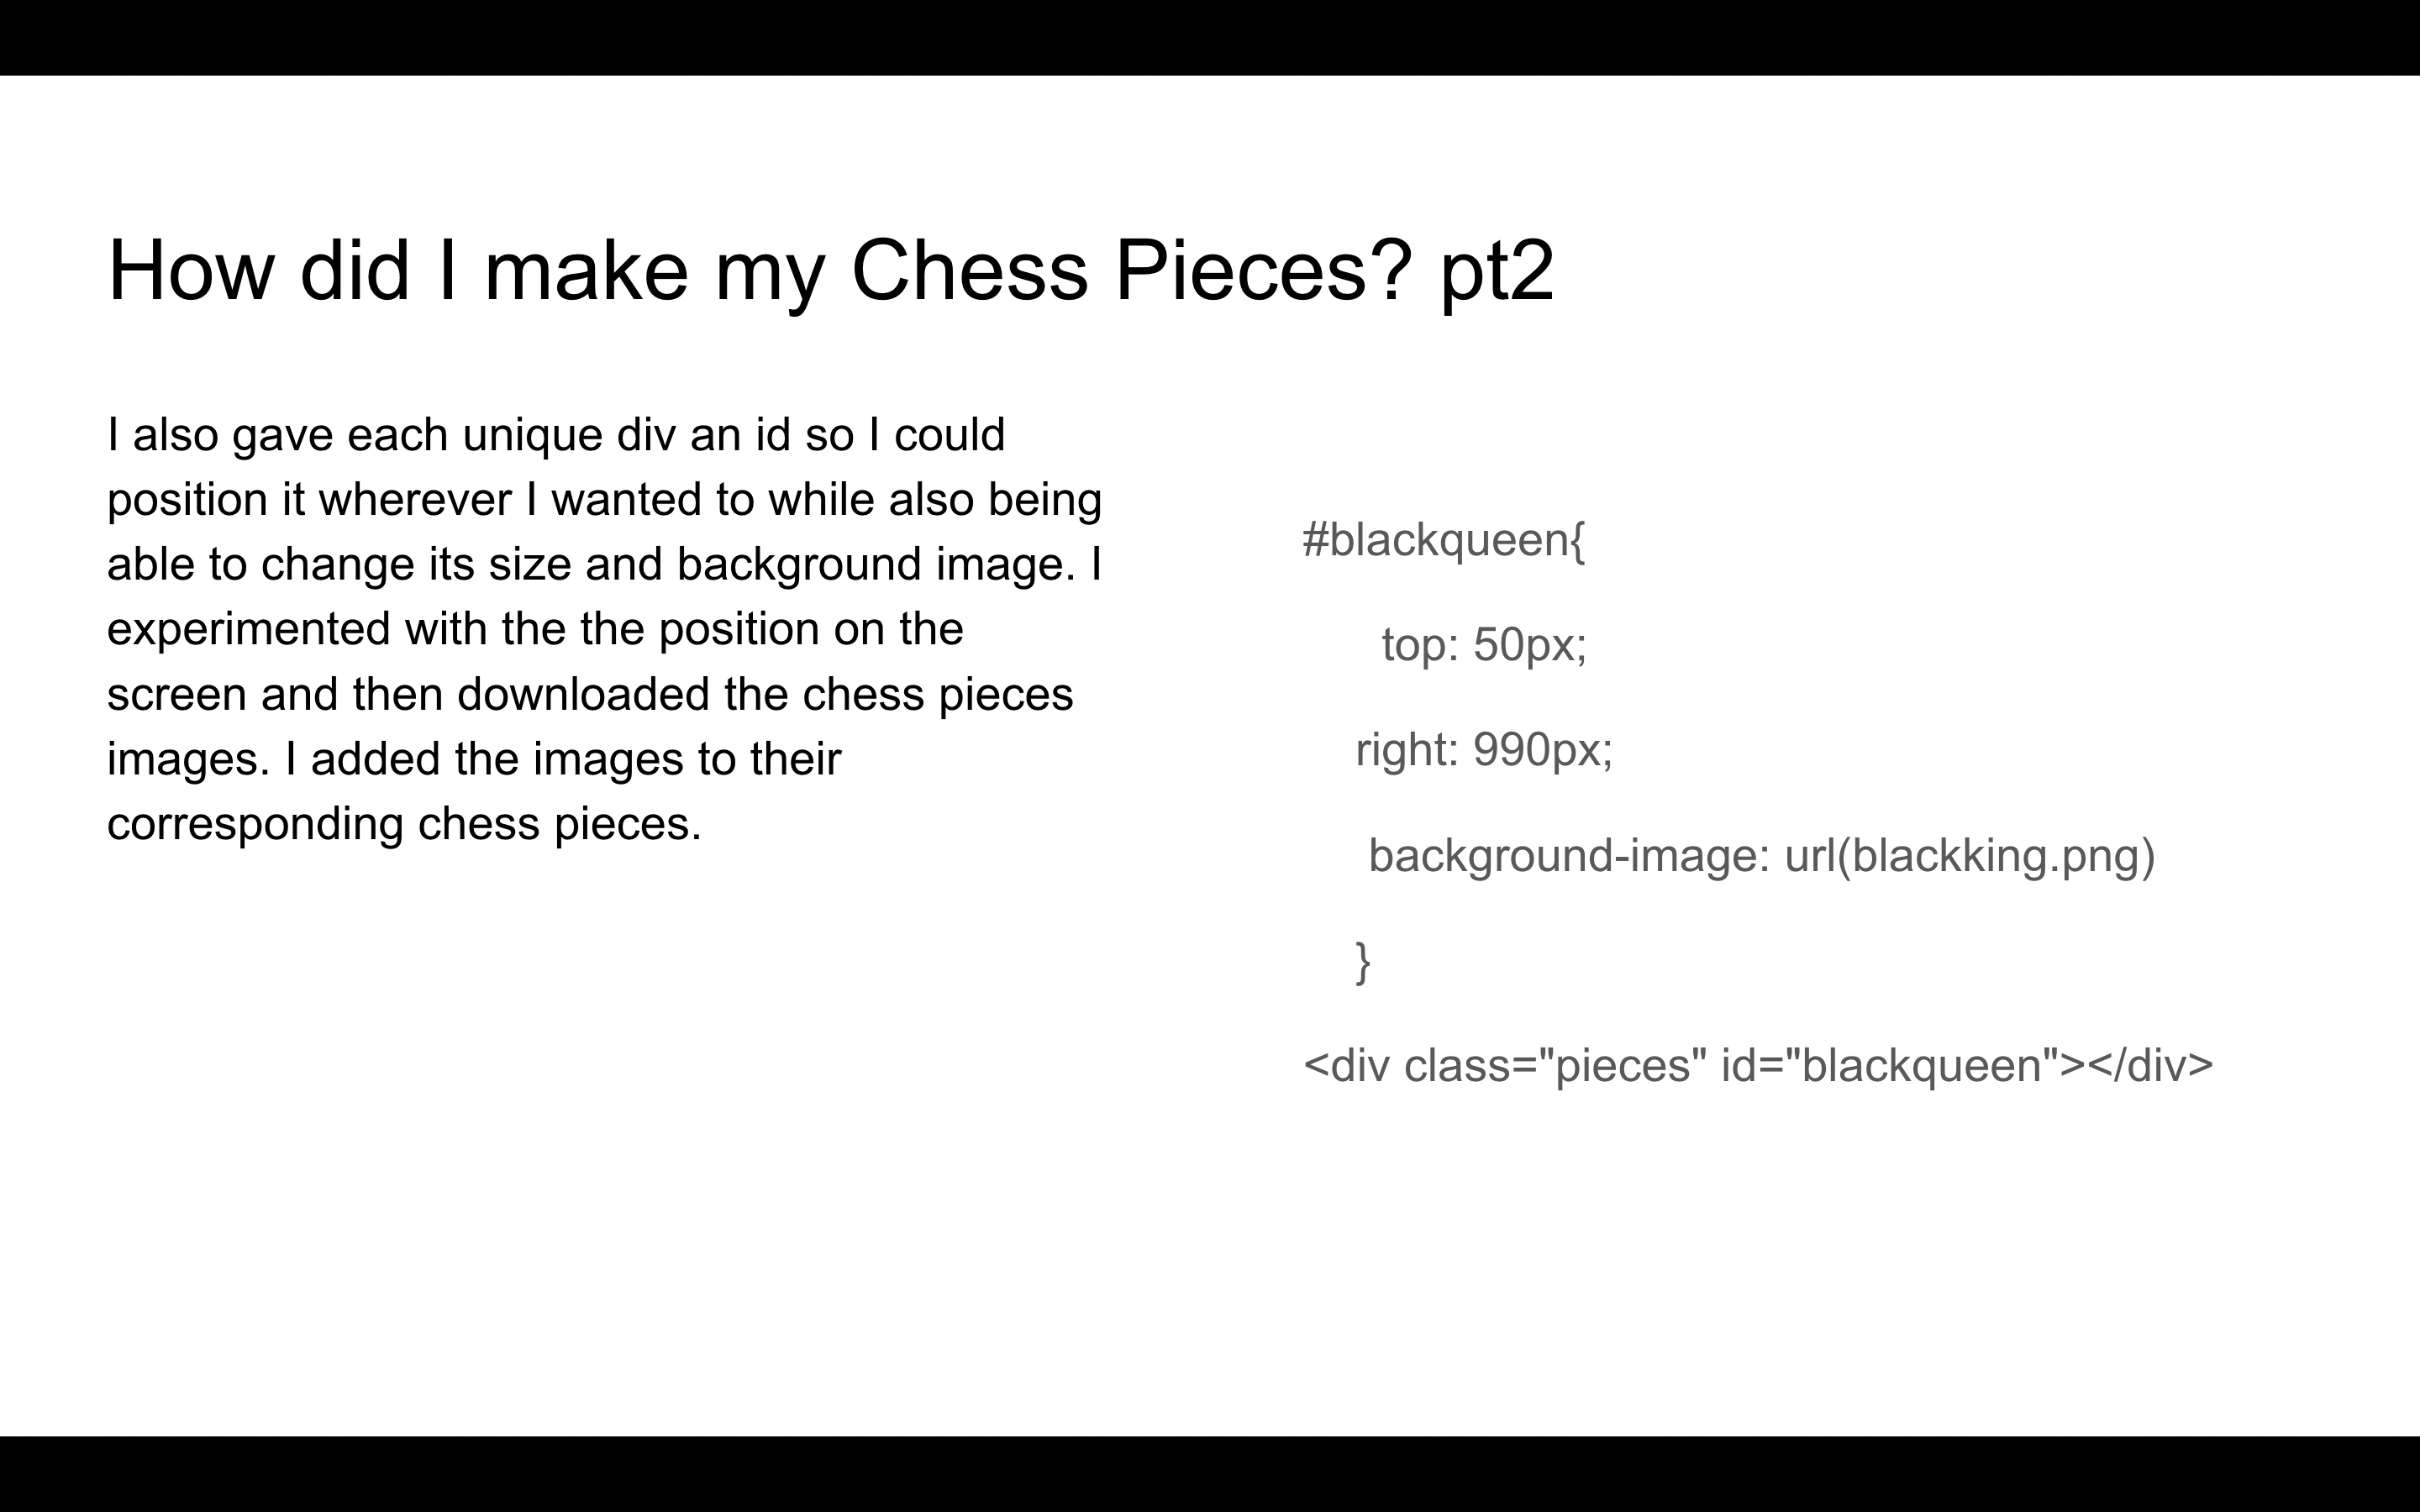 How did I make my Chess Pieces? pt2
I also gave each unique div an id so I could
position it wherever I wanted to while also being
able to change its size and background image. I
experimented with the the position on the
screen and then downloaded the chess pieces
images. I added the images to their
corresponding chess pieces.
#blackqueen{
top: 50px;
right: 990px;
background-image: url(blackking.png)
}
<div class="pieces" id="blackqueen"></div>